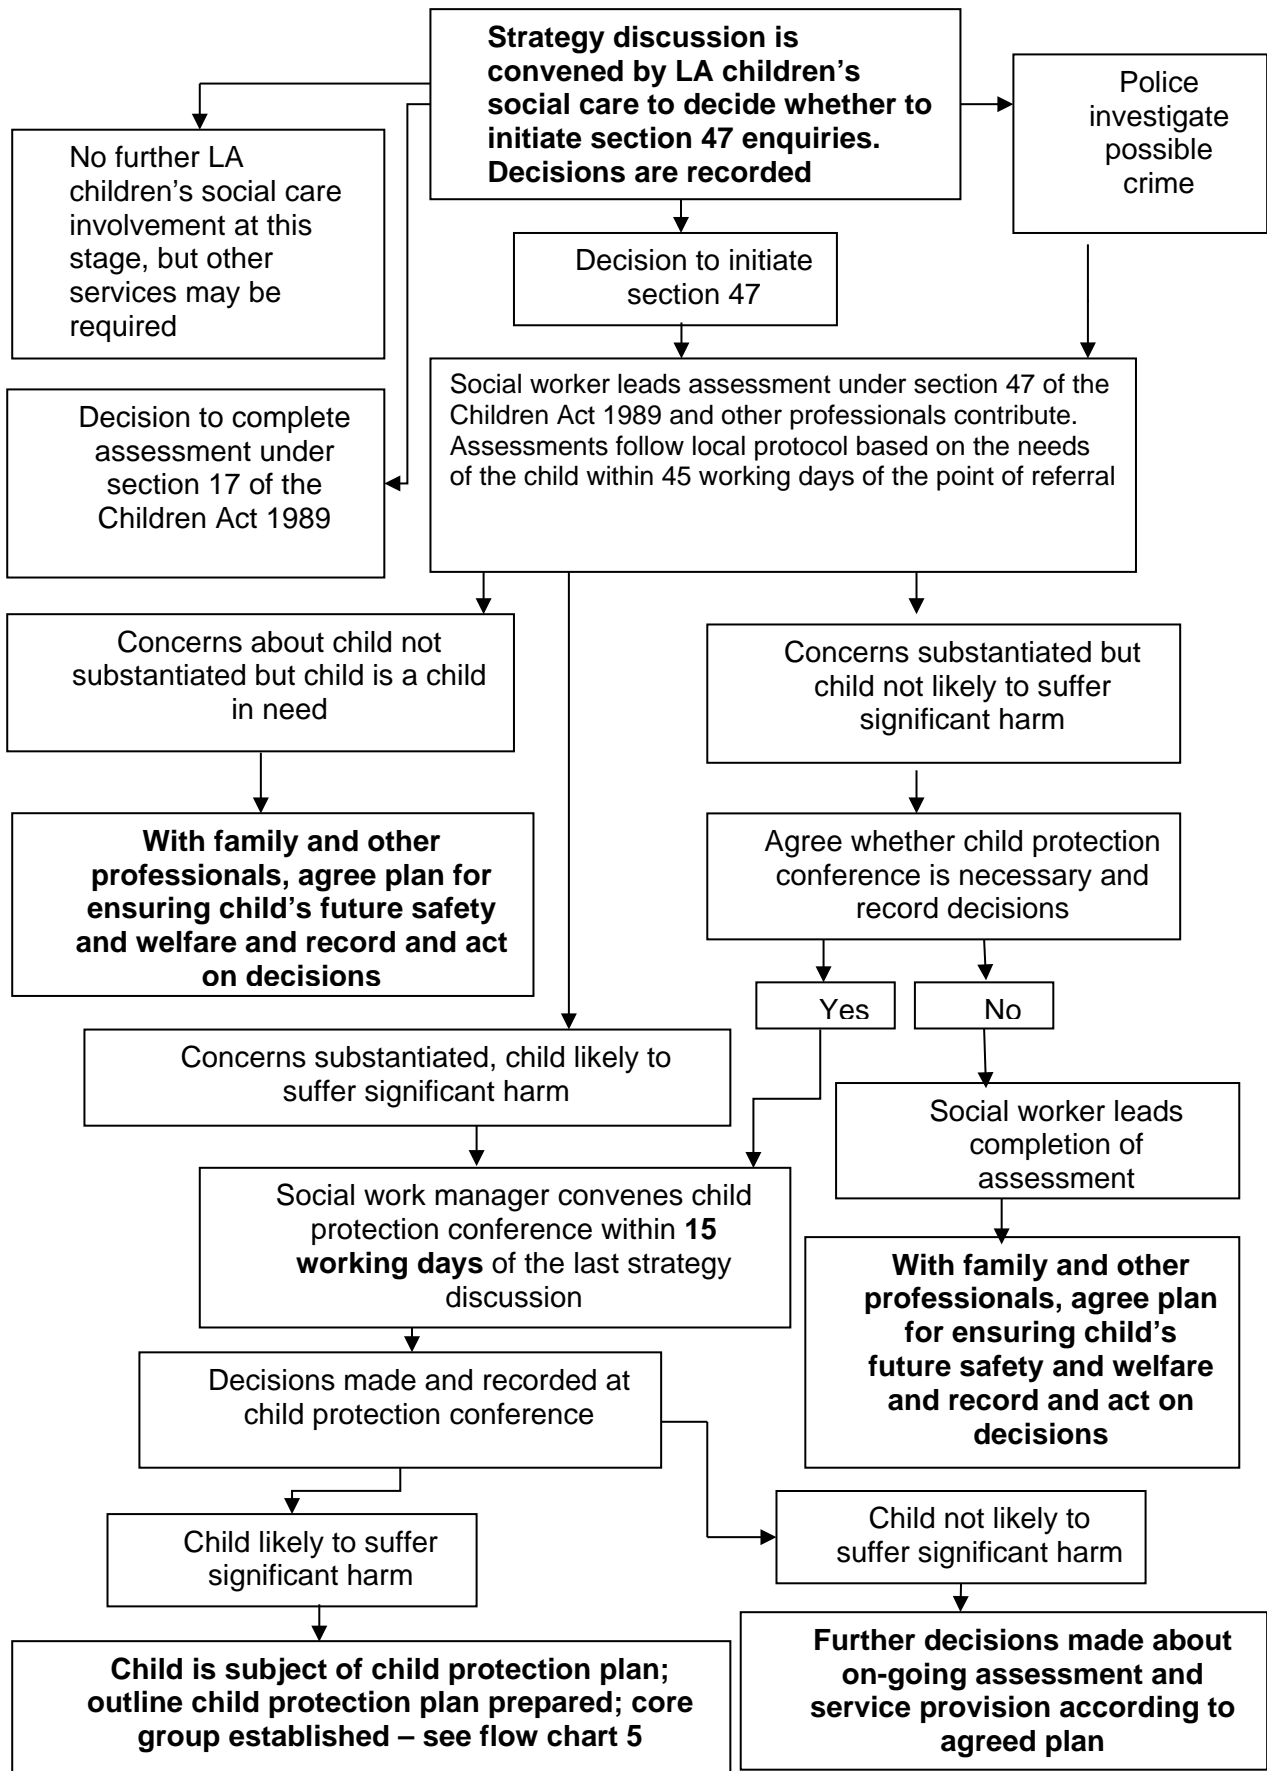 Strategy discussion is
convened by LA children's
social care to decide whether to
initiate section 47 enquiries.
Decisions are recorded
Police
investigate
possible
crime
No further LA
children's social care
involvement at this
stage, but other
services may be
required
Decision to initiate
section 47
Social worker leads assessment under section 47 of the
Children Act 1989 and other professionals contribute.
Assessments follow local protocol based on the needs
of the child within 45 working days of the point of referral
Decision to complete
assessment under
section 17 of the
Children Act 1989
Concerns about child not
substantiated but child is a child
in need
Concerns substantiated but
child not likely to suffer
significant harm
With family and other
professionals, agree plan for
ensuring child's future safety
and welfare and record and act
on decisions
Agree whether child protection
conference is necessary and
record decisions
Yes
No
Concerns substantiated, child likely to
suffer significant harm
Social worker leads
completion of
assessment
Social work manager convenes child
protection conference within 15
working days of the last strategy
discussion
With family and other
professionals, agree plan
for ensuring child's
future safety and welfare
and record and act on
decisions
Decisions made and recorded at
child protection conference
Child likely to suffer
significant harm
Child not likely to
suffer significant harm
Child is subject of child protection plan;
outline child protection plan prepared; core
group established – see flow chart 5
Further decisions made about
on-going assessment and
service provision according to
agreed plan